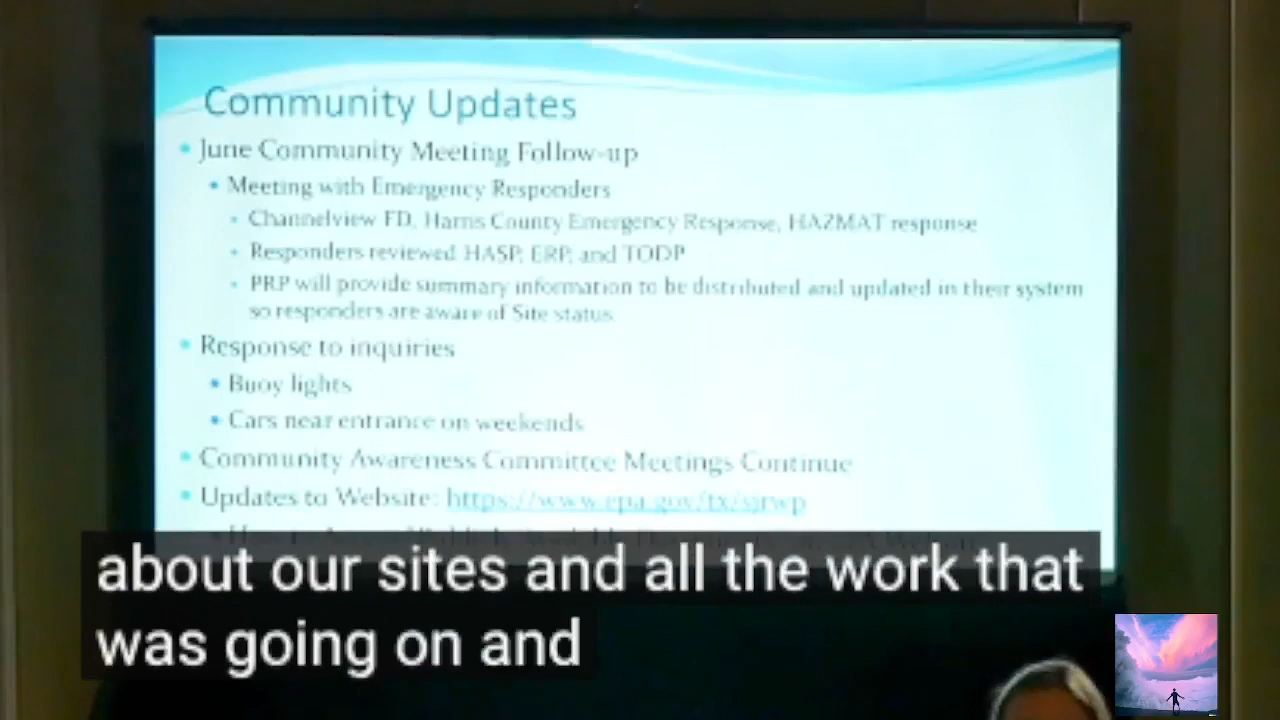 Community Updates
• June Community Meeting Follow-up
• Meeting with Emergency Responders
• Channelview FD, Harris County Emergency Response, HAZMAT response
• Responders reviewed HASP, ERP, and TODP
• PRP will provide summary information to be distributed and updated in their system
so responders are aware of Site status
• Response to inquiries
• Buoy lights
• Cars near entrance on weekends
• Community Awareness Committee Meetings Continue
• Updates to Website: https://www.epa.gov/tx/sjrwp
about our sites and all the work that
was going on and